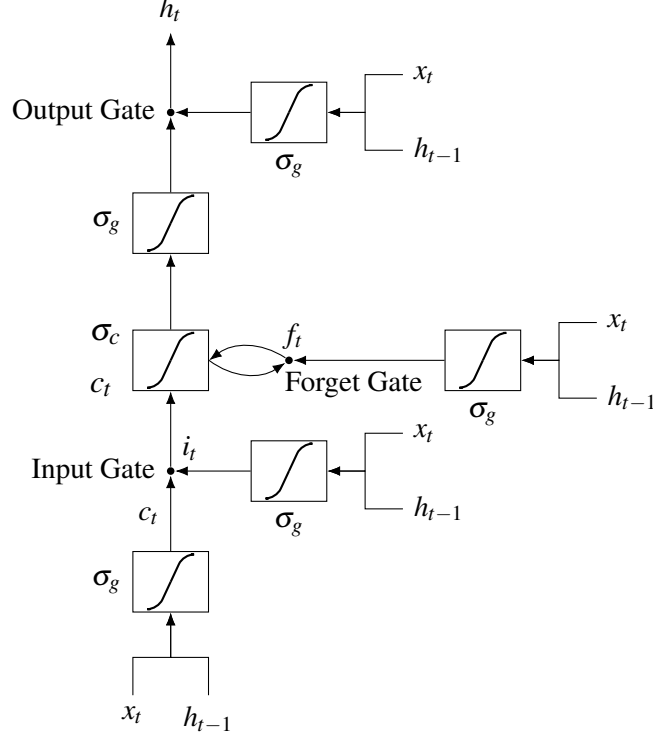 h_t
x_t
Output Gate
h_{t−1}
σ_g
σ_g
x_t
σ_c
f_t
c_t
Forget Gate
h_{t−1}
σ_g
x_t
i_t
Input Gate
h_{t−1}
c_t
σ_g
σ_g
x_t h_{t−1}